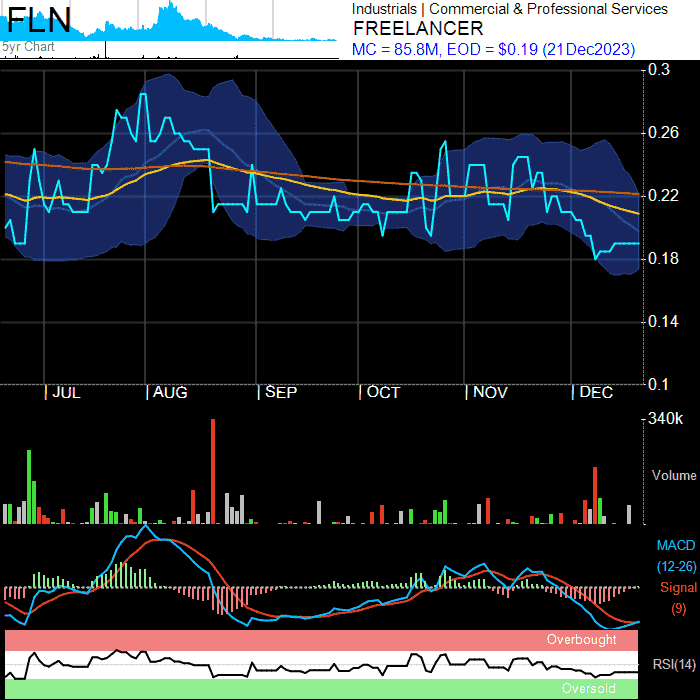 FLN
5yr Chart
Industrials | Commercial & Professional Services
FREELANCER
MC = 85.8M, EOD = $0.19 (21Dec2023)
0.3
0.26
0.22
0.18
0.14
0.1
JUL AUG SEP OCT NOV DEC
340k
Volume
MACD
(12-26)
Signal
(9)
Overbought
RSI(14)
Oversold